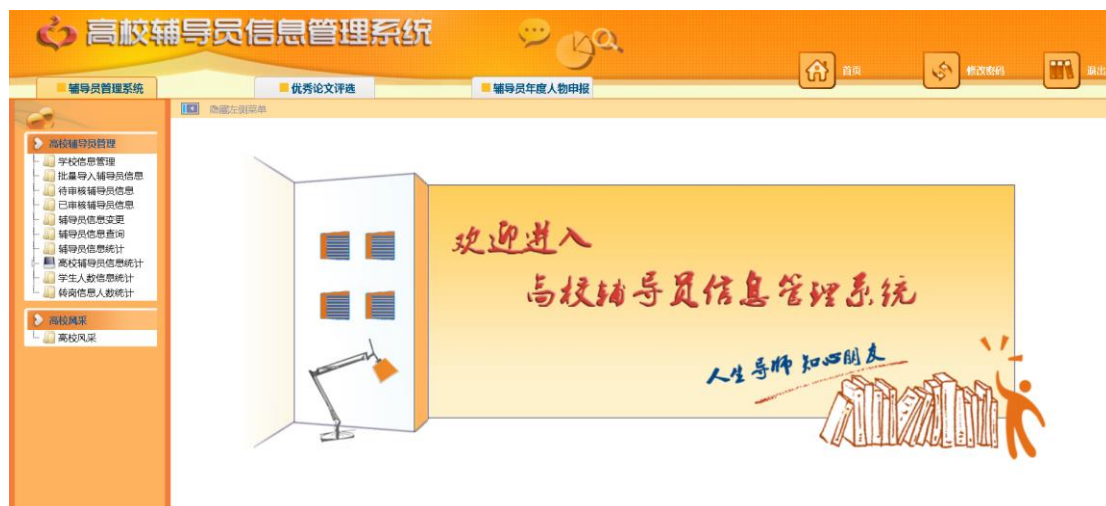 高校辅导员信息管理系统
首页
修改密码
退出
辅导员管理系统
优秀论文评选
辅导员年度人物申报
隐藏左侧菜单
高校辅导员管理
学校信息管理
批量导入辅导员信息
待审核辅导员信息
已审核辅导员信息
辅导员信息变更
辅导员信息查询
辅导员信息统计
高校辅导员信息统计
学生人数信息统计
转岗信息人数统计
高校风采
高校风采
欢迎进入
高校辅导员信息管理系统
人生导师 知心朋友